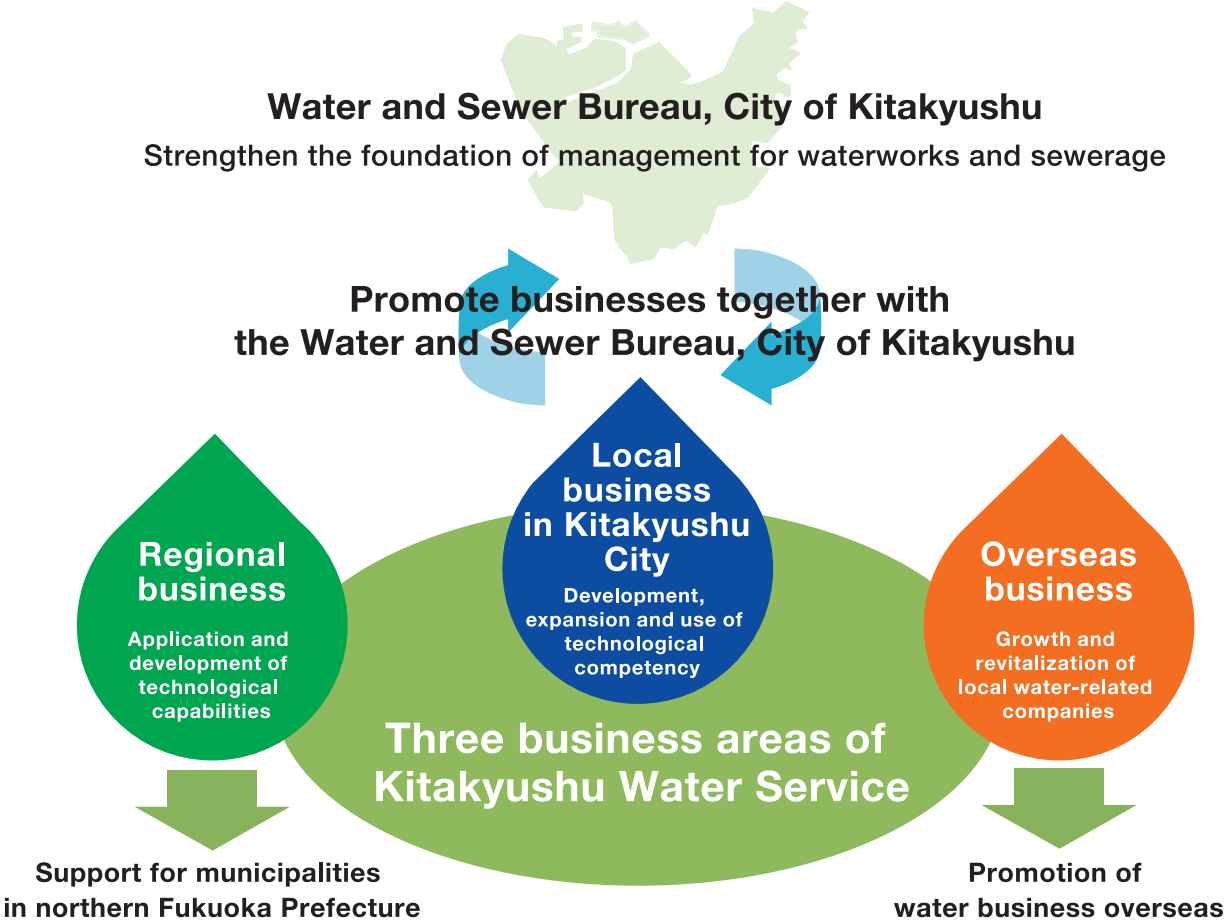 Water and Sewer Bureau, City of Kitakyushu
Strengthen the foundation of management for waterworks and sewerage
Promote businesses together with
the Water and Sewer Bureau, City of Kitakyushu
Regional
business
Application and
development of
technological
capabilities
Local
business
in Kitakyushu
City
Development,
expansion and use of
technological
competency
Overseas
business
Growth and
revitalization of
local water-related
companies
Three business areas of
Kitakyushu Water Service
Support for municipalities
in northern Fukuoka Prefecture
Promotion of
water business overseas